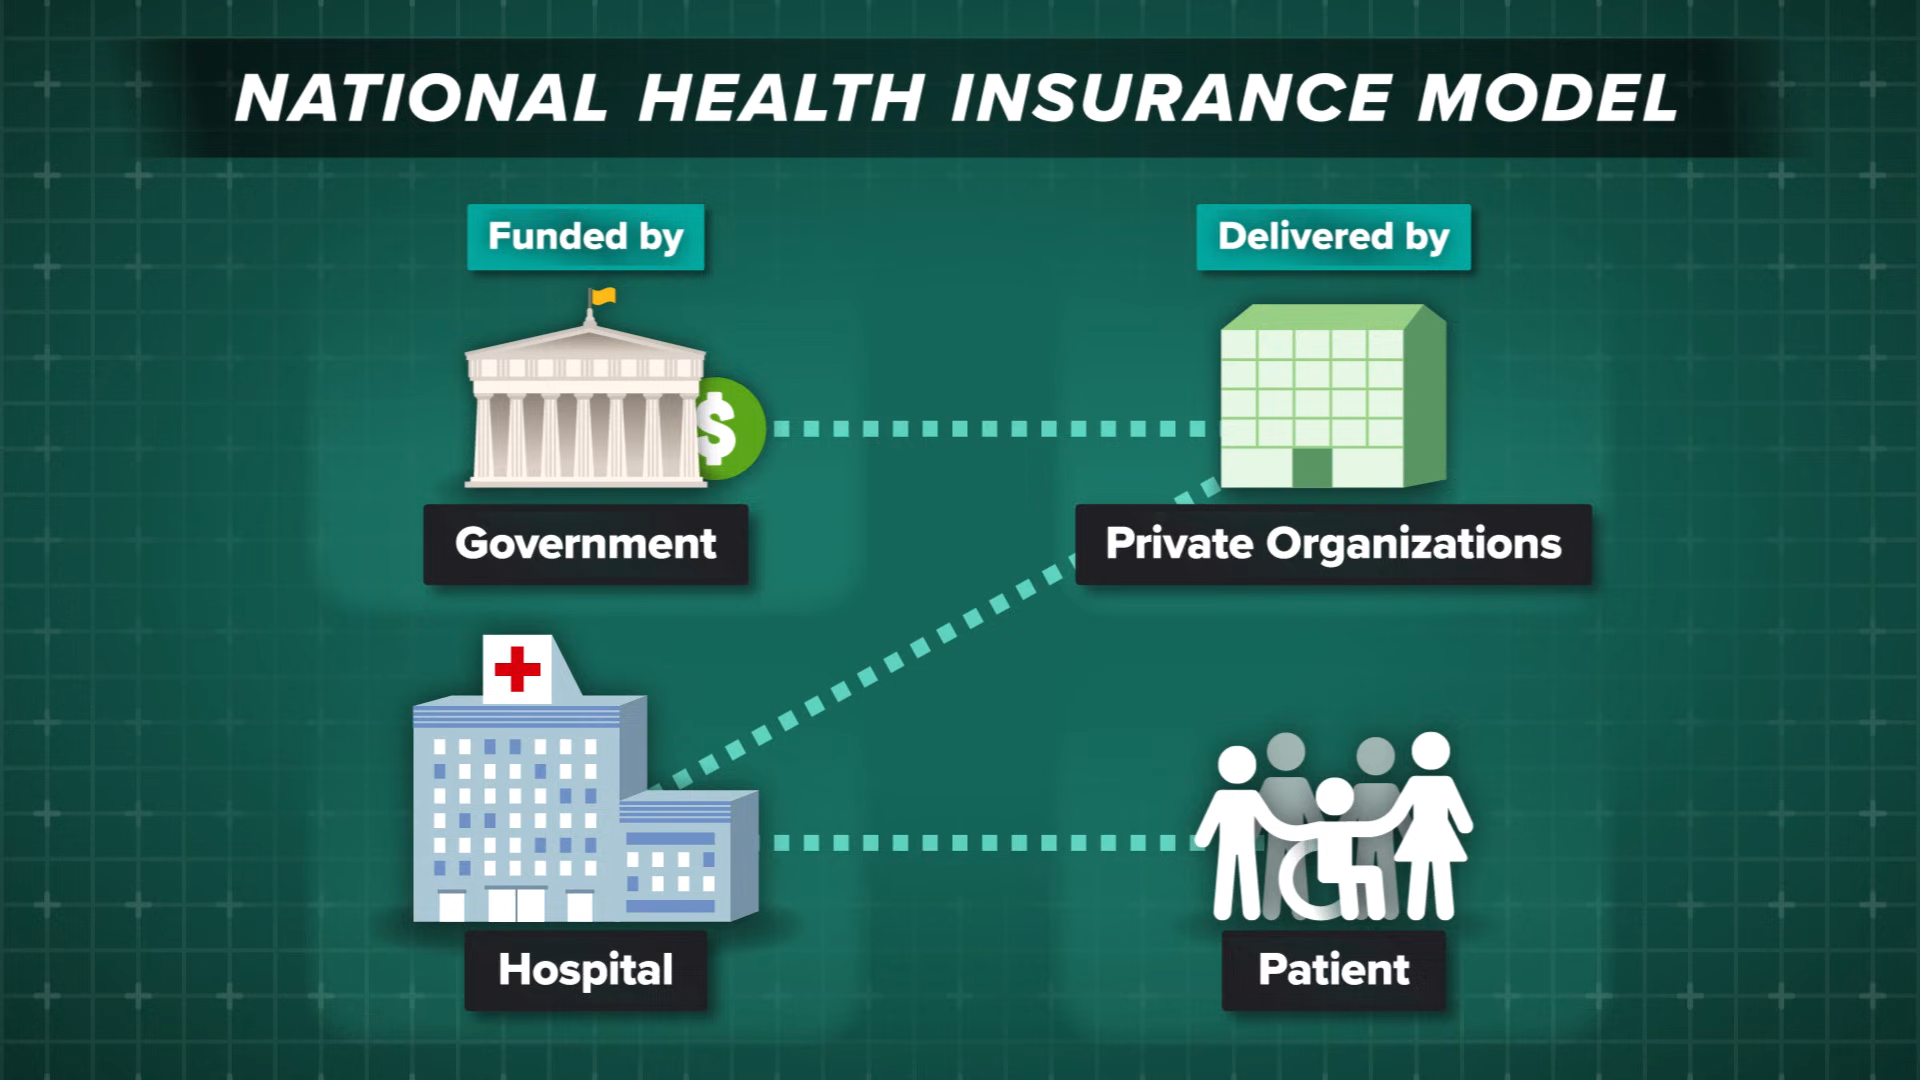 NATIONAL HEALTH INSURANCE MODEL
Funded by
Delivered by
$
Government
Private Organizations
Hospital
Patient